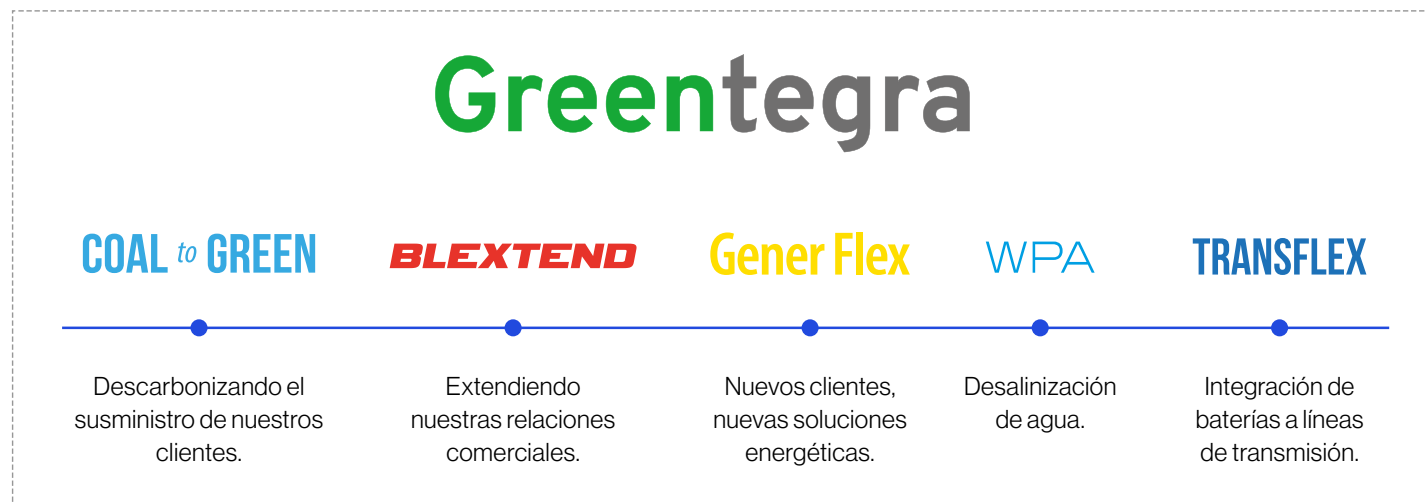 Greentegra
COAL to GREEN
BLEXTEND
Gener Flex
WPA
TRANSFLEX
Descarbonizando el
susministro de nuestros
clientes.
Extendiendo
nuestras relaciones
comerciales.
Nuevos clientes,
nuevas soluciones
energéticas.
Desalinización
de agua.
Integración de
baterías a líneas
de transmisión.